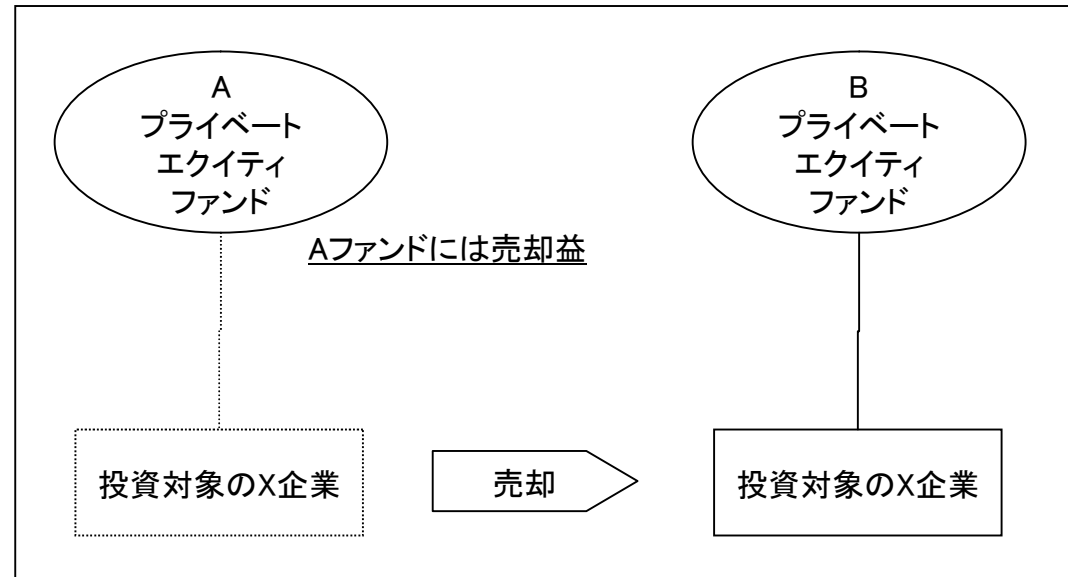 A
プライベート
エクイティ
ファンド
B
プライベート
エクイティ
ファンド
Aファンドには売却益
投資対象のX企業
売却
投資対象のX企業